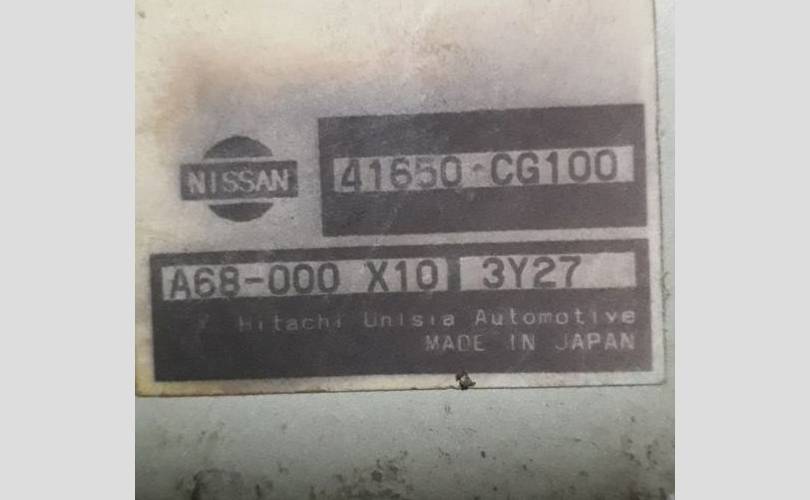 NISSAN
41650-CG100
A68-000 X10 3Y27
Hitachi Unisia Automotive
MADE IN JAPAN